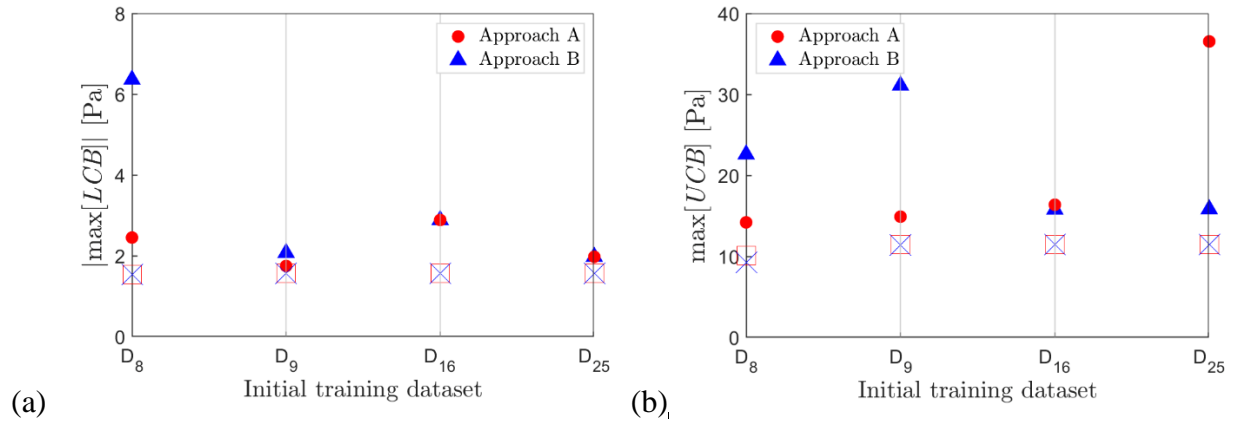 8
6
4
2
0
|max[LCB]| [Pa]
Approach A
Approach B
D8
D9
D16
D25
Initial training dataset
(a)
40
30
20
10
0
max[UCB] [Pa]
Approach A
Approach B
D8
D9
D16
D25
Initial training dataset
(b)